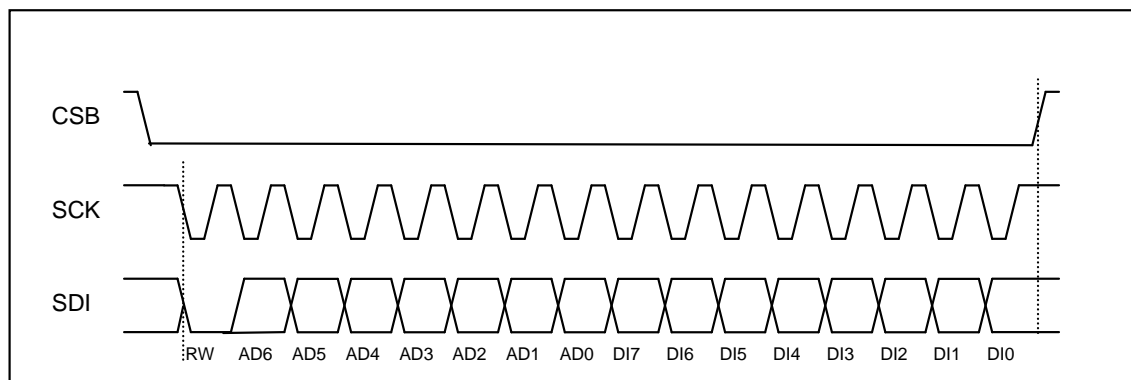 CSB
SCK
SDI
RW AD6 AD5 AD4 AD3 AD2 AD1 AD0 DI7 DI6 DI5 DI4 DI3 DI2 DI1 DI0